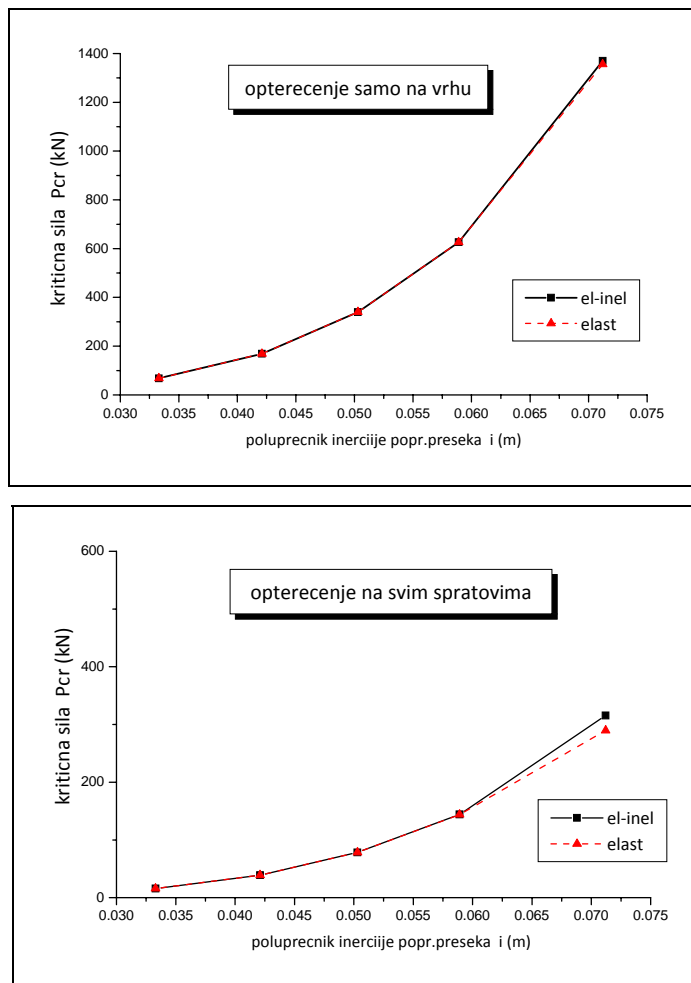 opterecenje samo na vrhu
kriticna sila Pcr (kN)
1400
1200
1000
800
600
400
200
0
el-inel
elast
0.030 0.035 0.040 0.045 0.050 0.055 0.060 0.065 0.070 0.075
poluprecnik inerciije popr.preseka i (m)
opterecenje na svim spratovima
kriticna sila Pcr (kN)
600
400
200
0
el-inel
elast
0.030 0.035 0.040 0.045 0.050 0.055 0.060 0.065 0.070 0.075
poluprecnik inerciije popr.preseka i (m)